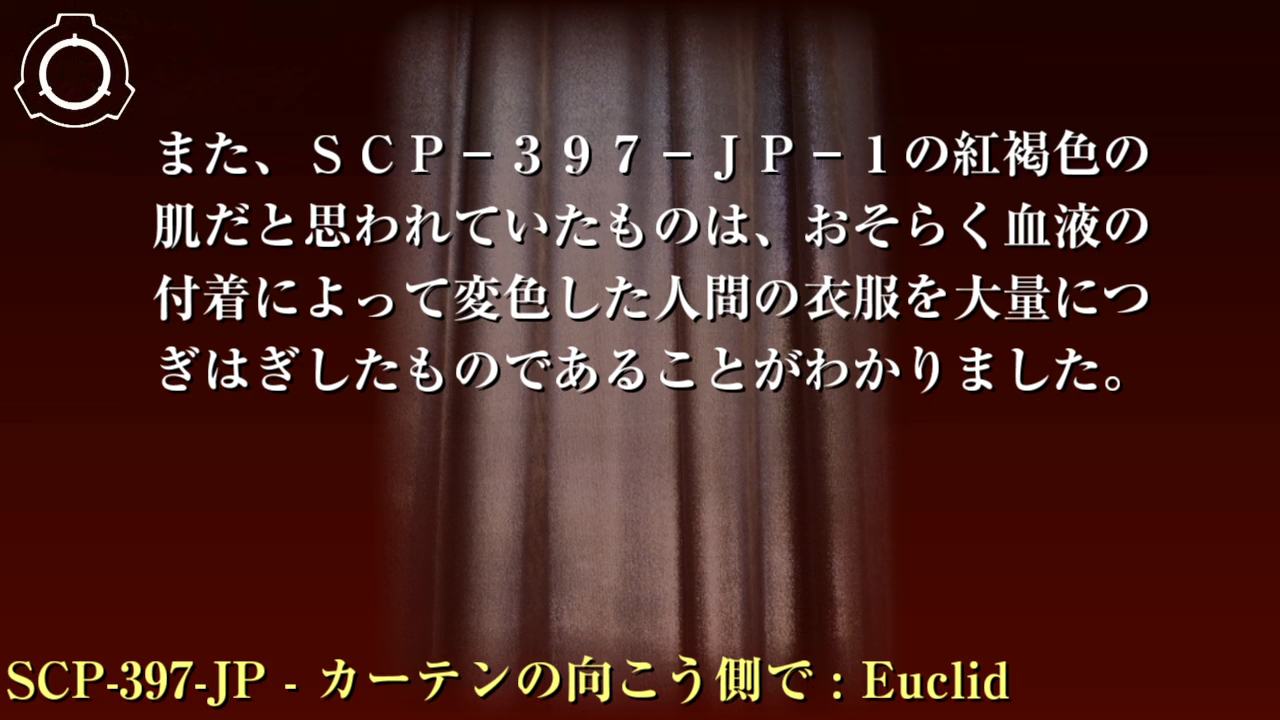 また、ＳＣＰ－３９７－ＪＰ－１の紅褐色の
肌だと思われていたものは、おそらく血液の
付着によって変色した人間の衣服を大量につ
ぎはぎしたものであることがわかりました。
SCP-397-JP - カーテンの向こう側で : Euclid